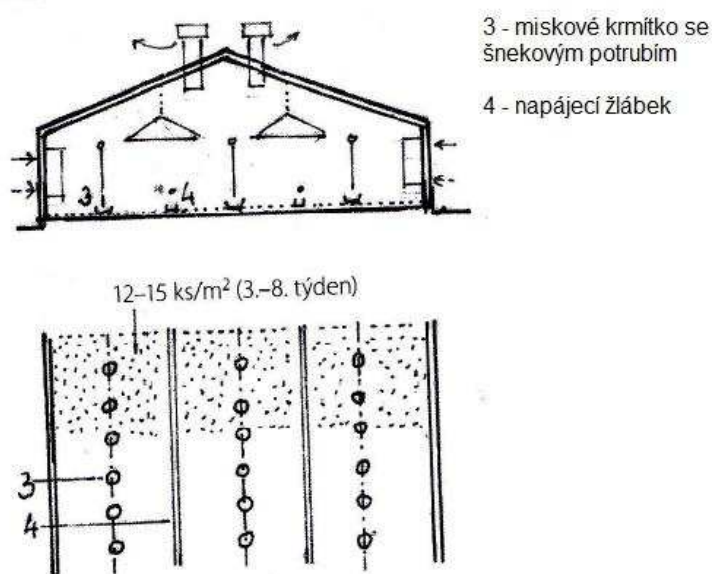 3 - miskové krmítko se
šnekovým potrubím
4 - napájecí žlábek
3
4
12–15 ks/m² (3.–8. týden)
3
4